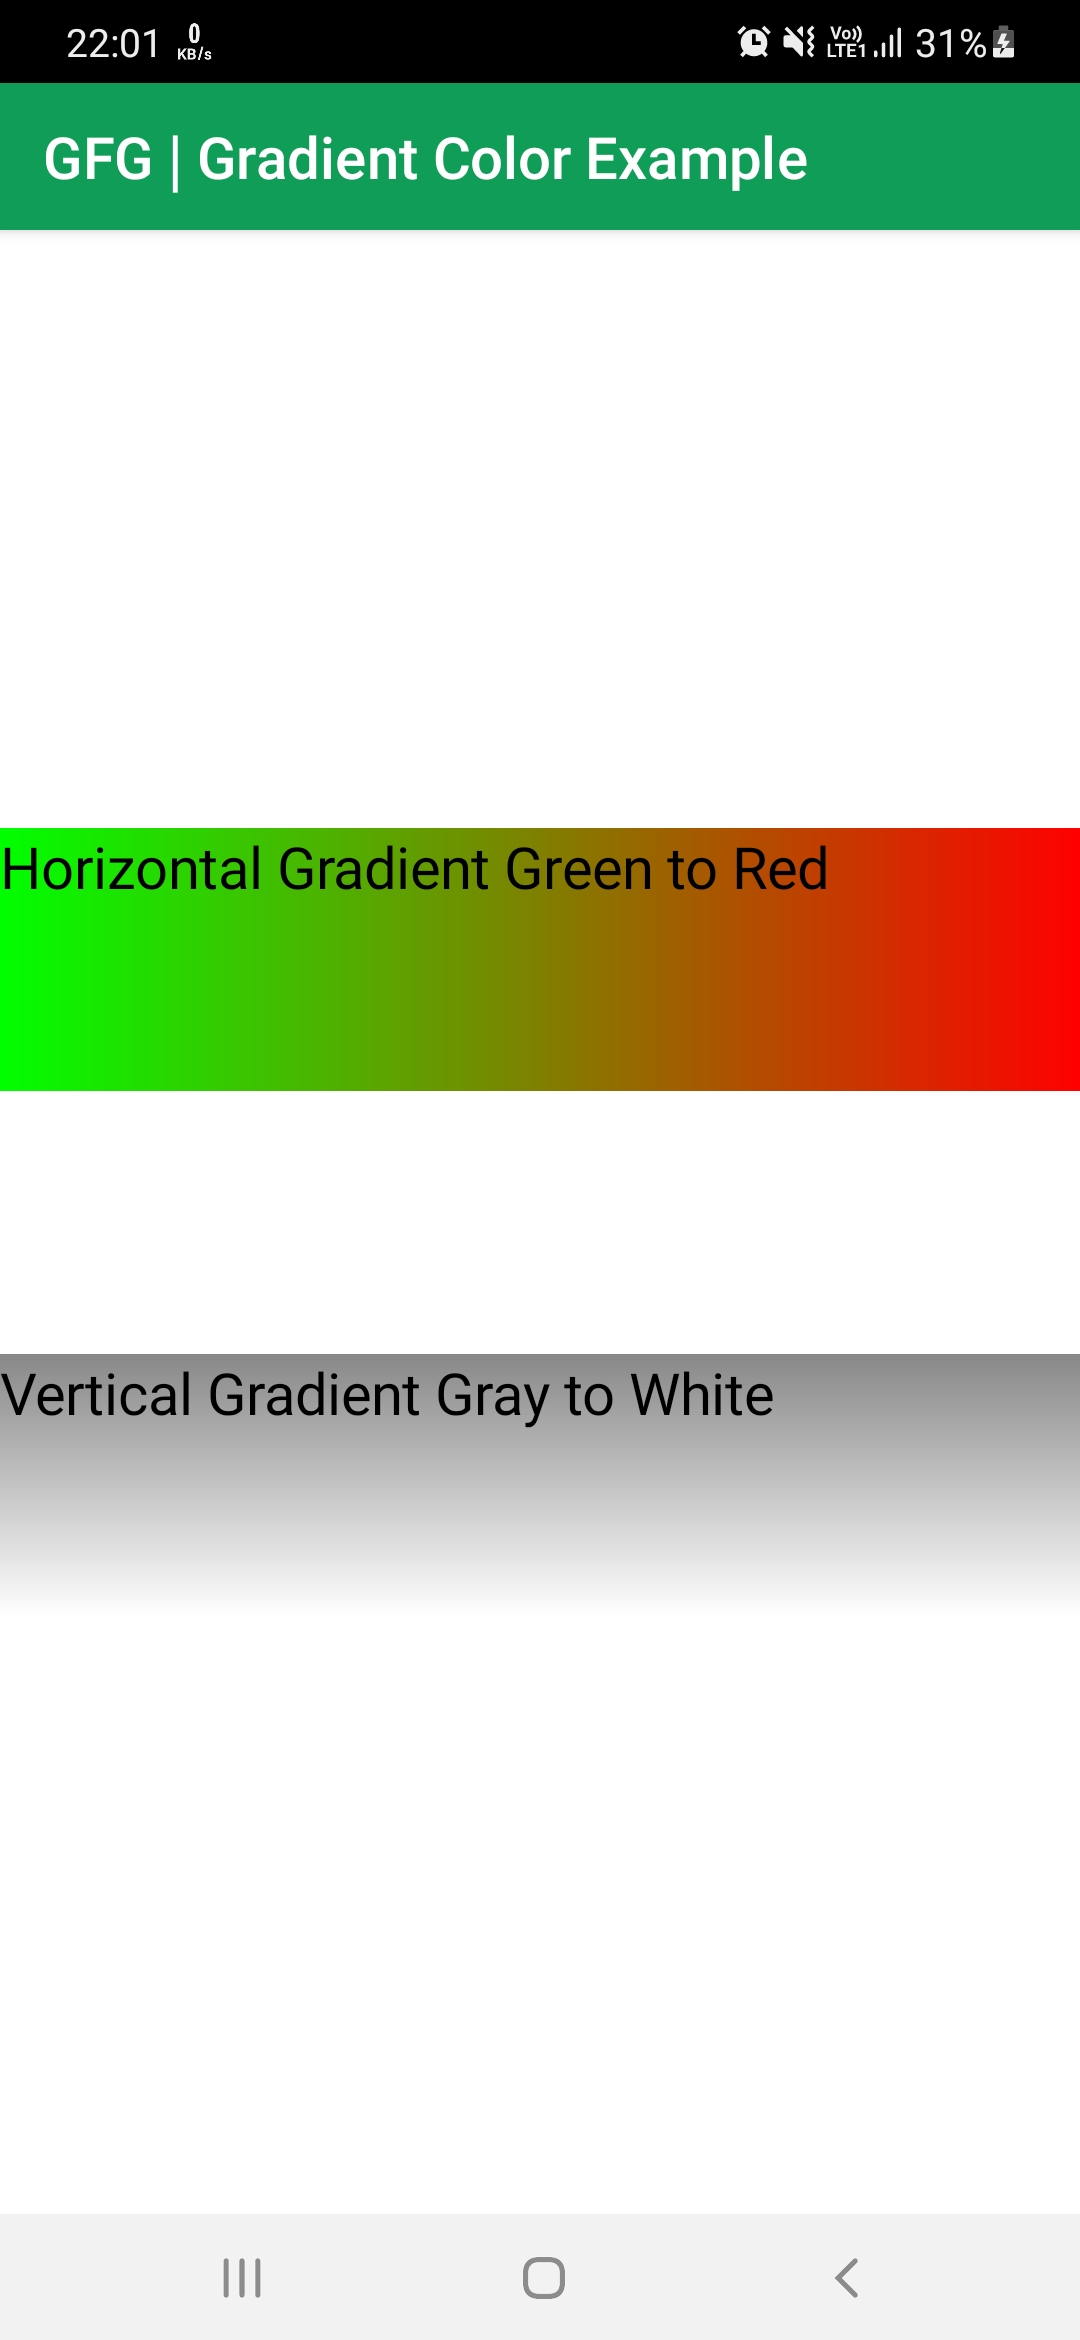 22:01 0 KB/s Vo)) LTE1 31%
GFG | Gradient Color Example
Horizontal Gradient Green to Red
Vertical Gradient Gray to White